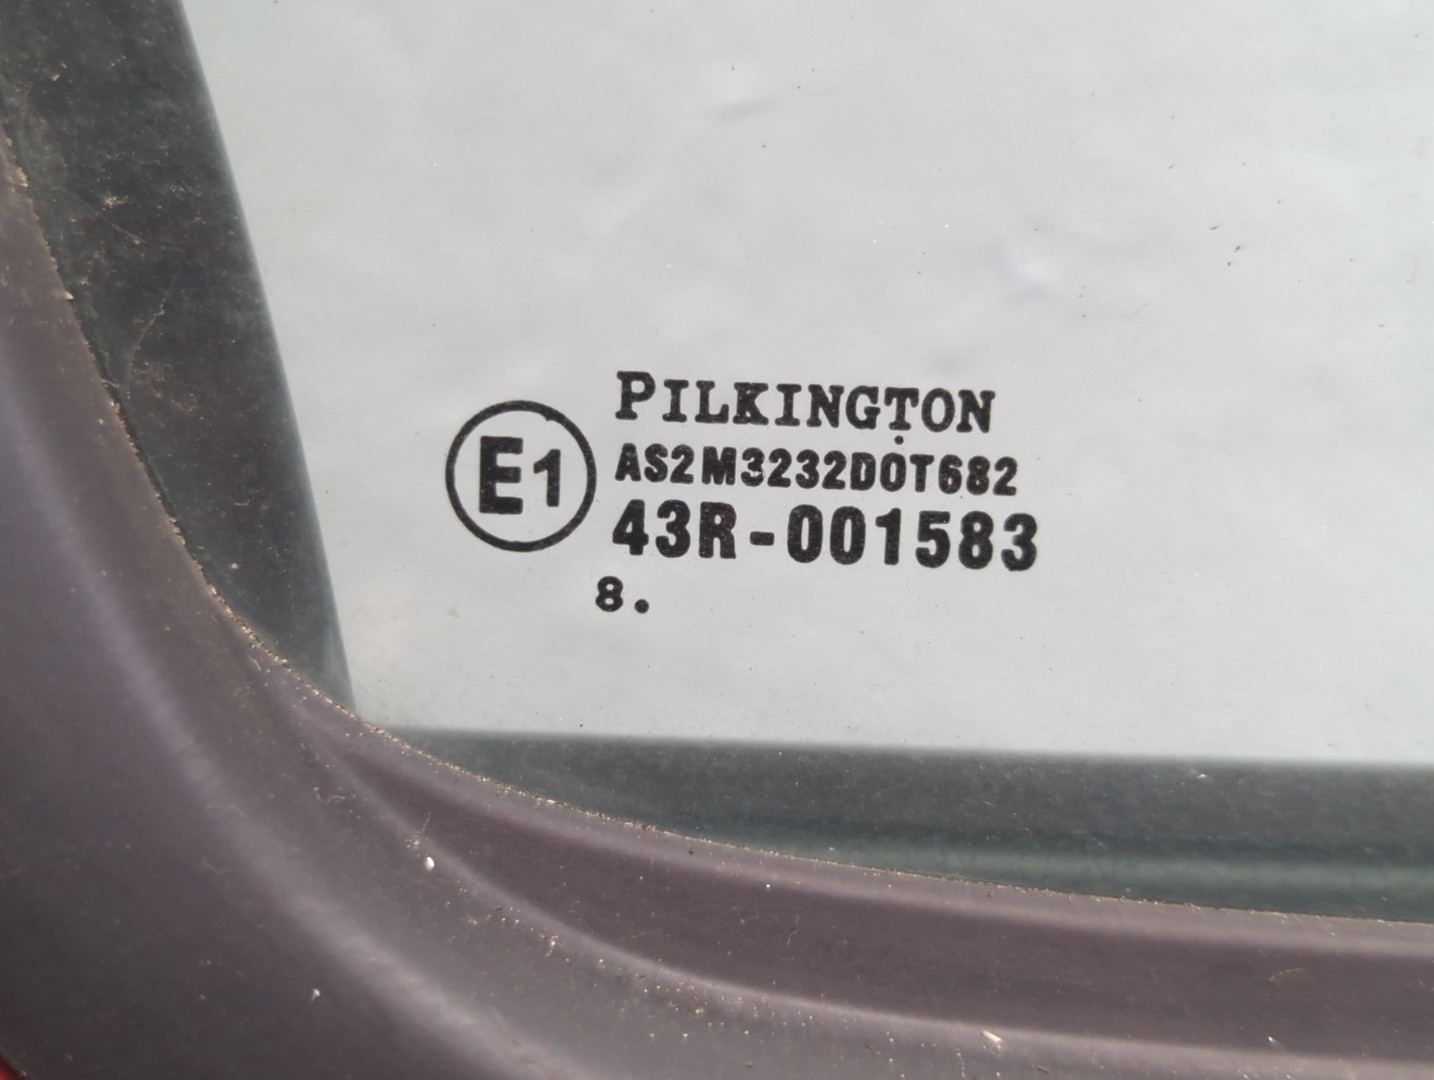 PILKINGTON
E1
AS2M3232DOT682
43R-001583
8.